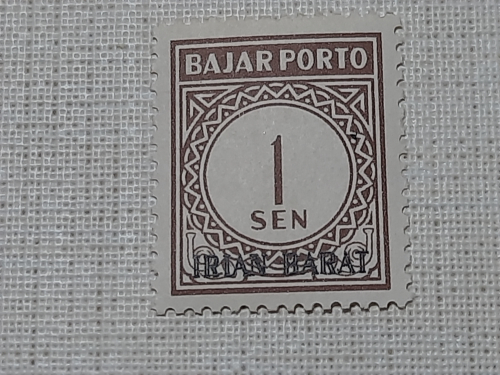 BAJAR PORTO
1
SEN
IRIAN BARAT